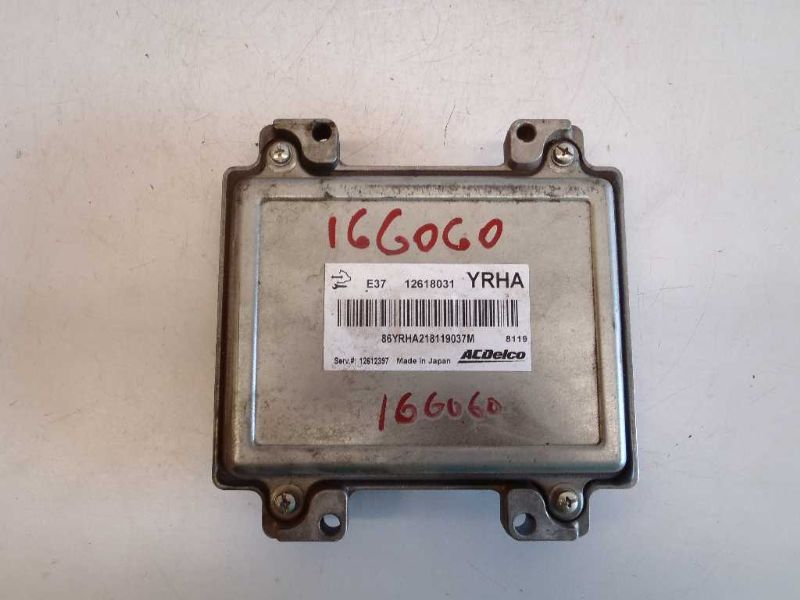 166060
E37 12618031 YRHA
86YRHA218119037M 8119
Serv.#: 12612397 Made in Japan ACDelco
166060